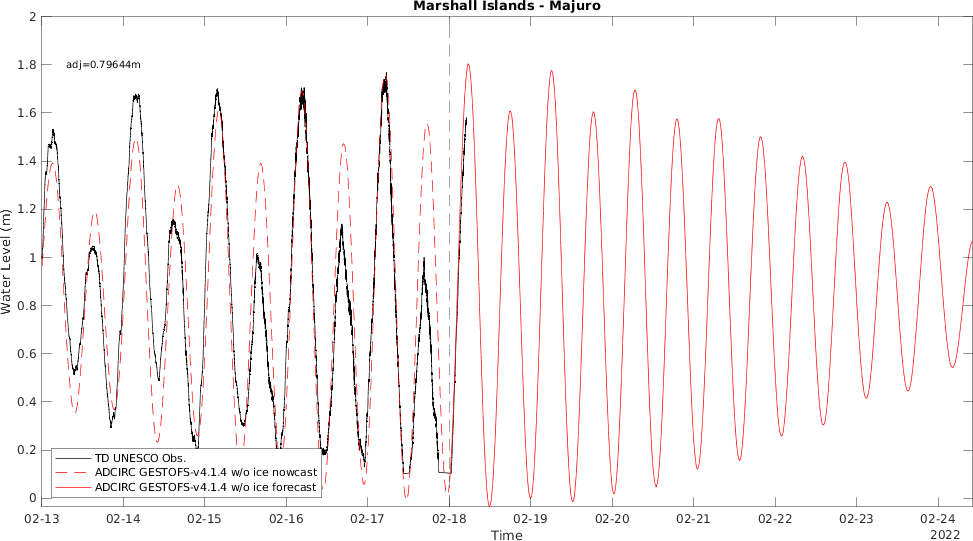 Marshall Islands - Majuro
adj=0.79644m
2
1.8
1.6
1.4
1.2
1
0.8
0.6
0.4
0.2
0
Water Level (m)
TD UNESCO Obs.
ADCIRC GESTOFS-v4.1.4 w/o ice nowcast
ADCIRC GESTOFS-v4.1.4 w/o ice forecast
02-13 02-14 02-15 02-16 02-17 02-18 02-19 02-20 02-21 02-22 02-23 02-24
2022
Time